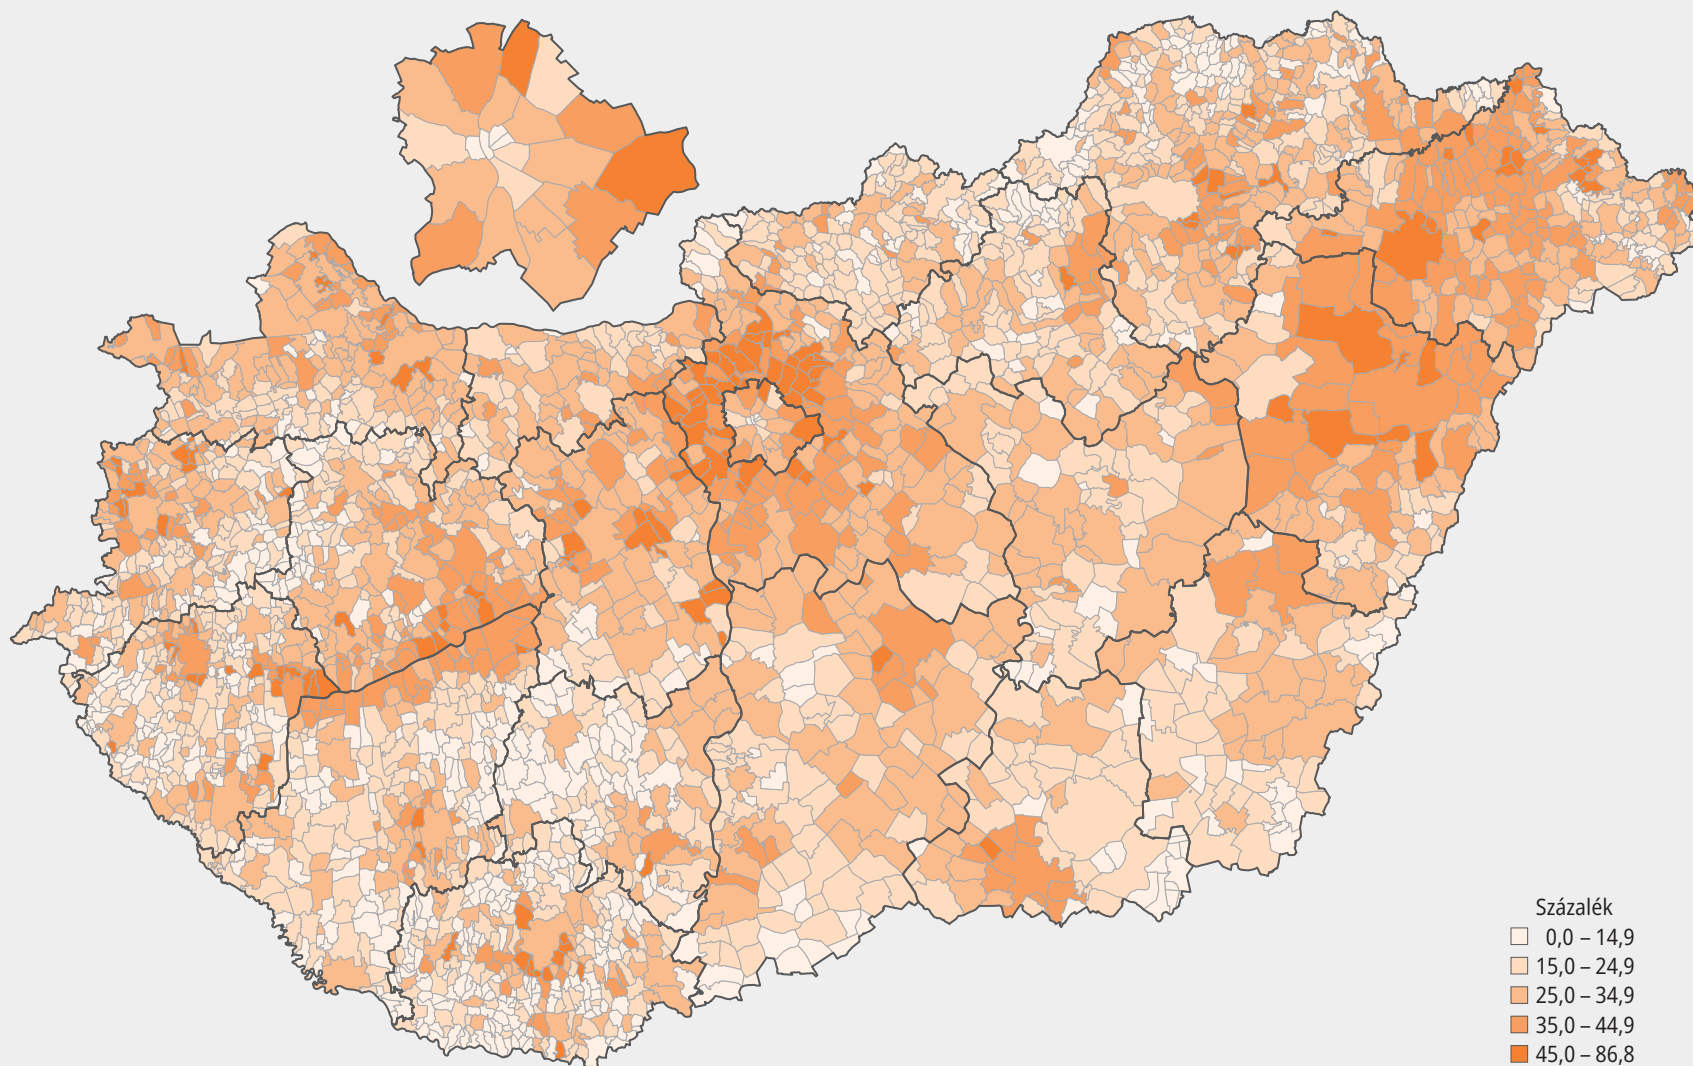 Százalék
0,0 – 14,9
15,0 – 24,9
25,0 – 34,9
35,0 – 44,9
45,0 – 86,8